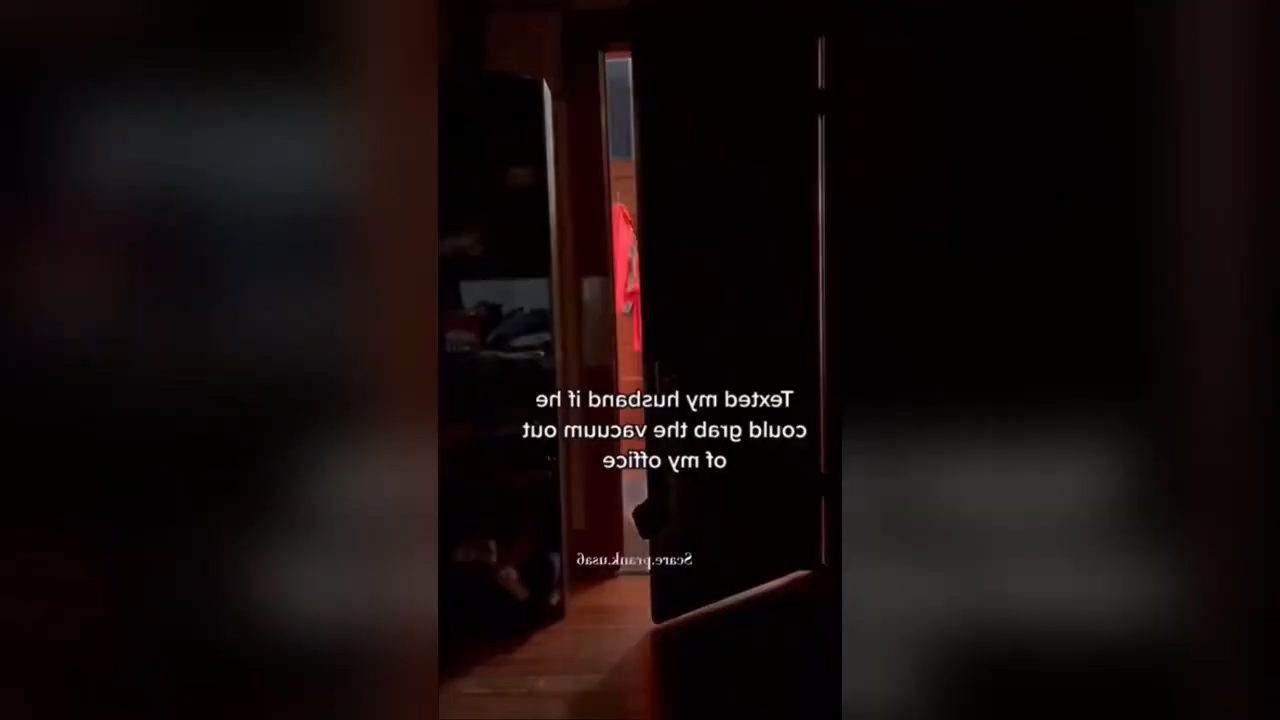 Texted my husband if he
could grab the vacuum out
of my office
Scare.prank.usa6